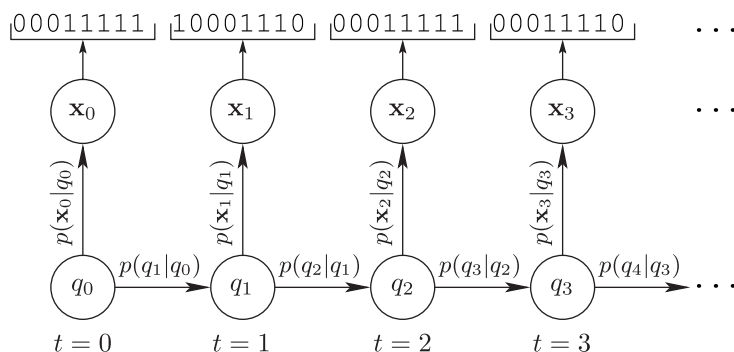 00011111 10001110 00011111 00011110 ...
x₀ x₁ x₂ x₃ ...
p(x₀|q₀) p(x₁|q₁) p(x₂|q₂) p(x₃|q₃)
p(q₁|q₀) p(q₂|q₁) p(q₃|q₂) p(q₄|q₃)
q₀ q₁ q₂ q₃ ...
t = 0 t = 1 t = 2 t = 3